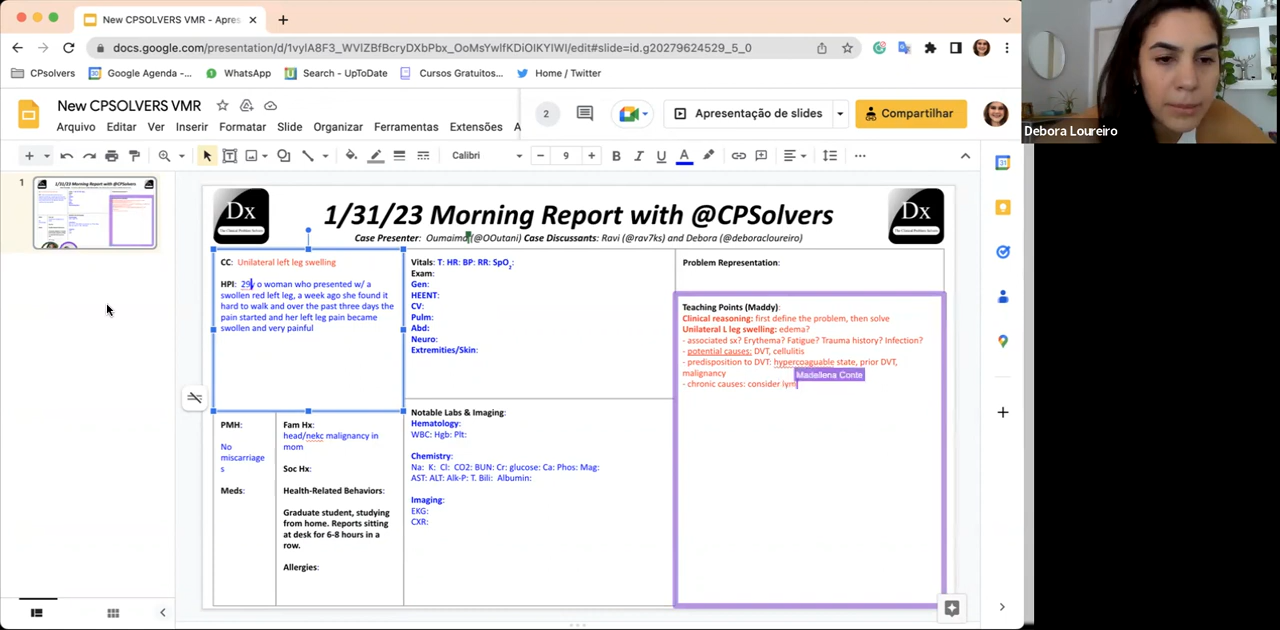 New CPSOLVERS VMR - Apres
docs.google.com/presentation/d/1vylA8F3_WVIZBfBcryDXbPbx_OoMsYwlfKDiOlKYlWI/edit#slide=id.g20279624529_5_0
CPsolvers
Google Agenda -...
WhatsApp
Search - UpToDate
Cursos Gratuitos...
Home / Twitter
New CPSOLVERS VMR
2
Apresentação de slides
Compartilhar
Arquivo Editar Ver Inserir Formatar Slide Organizar Ferramentas Extensões A
Calibri
9
B I U A
Debora Loureiro
1
Dx
1/31/23 Morning Report with @CPSolvers
Dx
Case Presenter: Oumaima (@OOutani) Case Discussants: Ravi (@rav7ks) and Debora (@deboracloureiro)
CC: Unilateral left leg swelling
HPI: 29y o woman who presented w/ a
swollen red left leg, a week ago she found it
hard to walk and over the past three days the
pain started and her left leg pain became
swollen and very painful
Vitals: T: HR: BP: RR: SpO2:
Exam:
Gen:
HEENT:
CV:
Pulm:
Abd:
Neuro:
Extremities/Skin:
Problem Representation:
Teaching Points (Maddy):
Clinical reasoning: first define the problem, then solve
Unilateral L leg swelling: edema?
- associated sx? Erythema? Fatigue? Trauma history? Infection?
- potential causes: DVT, cellulitis
- predisposition to DVT: hypercoaguable state, prior DVT,
malignancy
Madellena Conte
- chronic causes: consider lym
PMH:
No
miscarriage
s
Meds:
Fam Hx:
head/nekc malignancy in
mom
Soc Hx:
Health-Related Behaviors:
Graduate student, studying
from home. Reports sitting
at desk for 6-8 hours in a
row.
Allergies:
Notable Labs & Imaging:
Hematology:
WBC: Hgb: Plt:
Chemistry:
Na: K: Cl: CO2: BUN: Cr: glucose: Ca: Phos: Mag:
AST: ALT: Alk-P: T. Bili: Albumin:
Imaging:
EKG:
CXR: